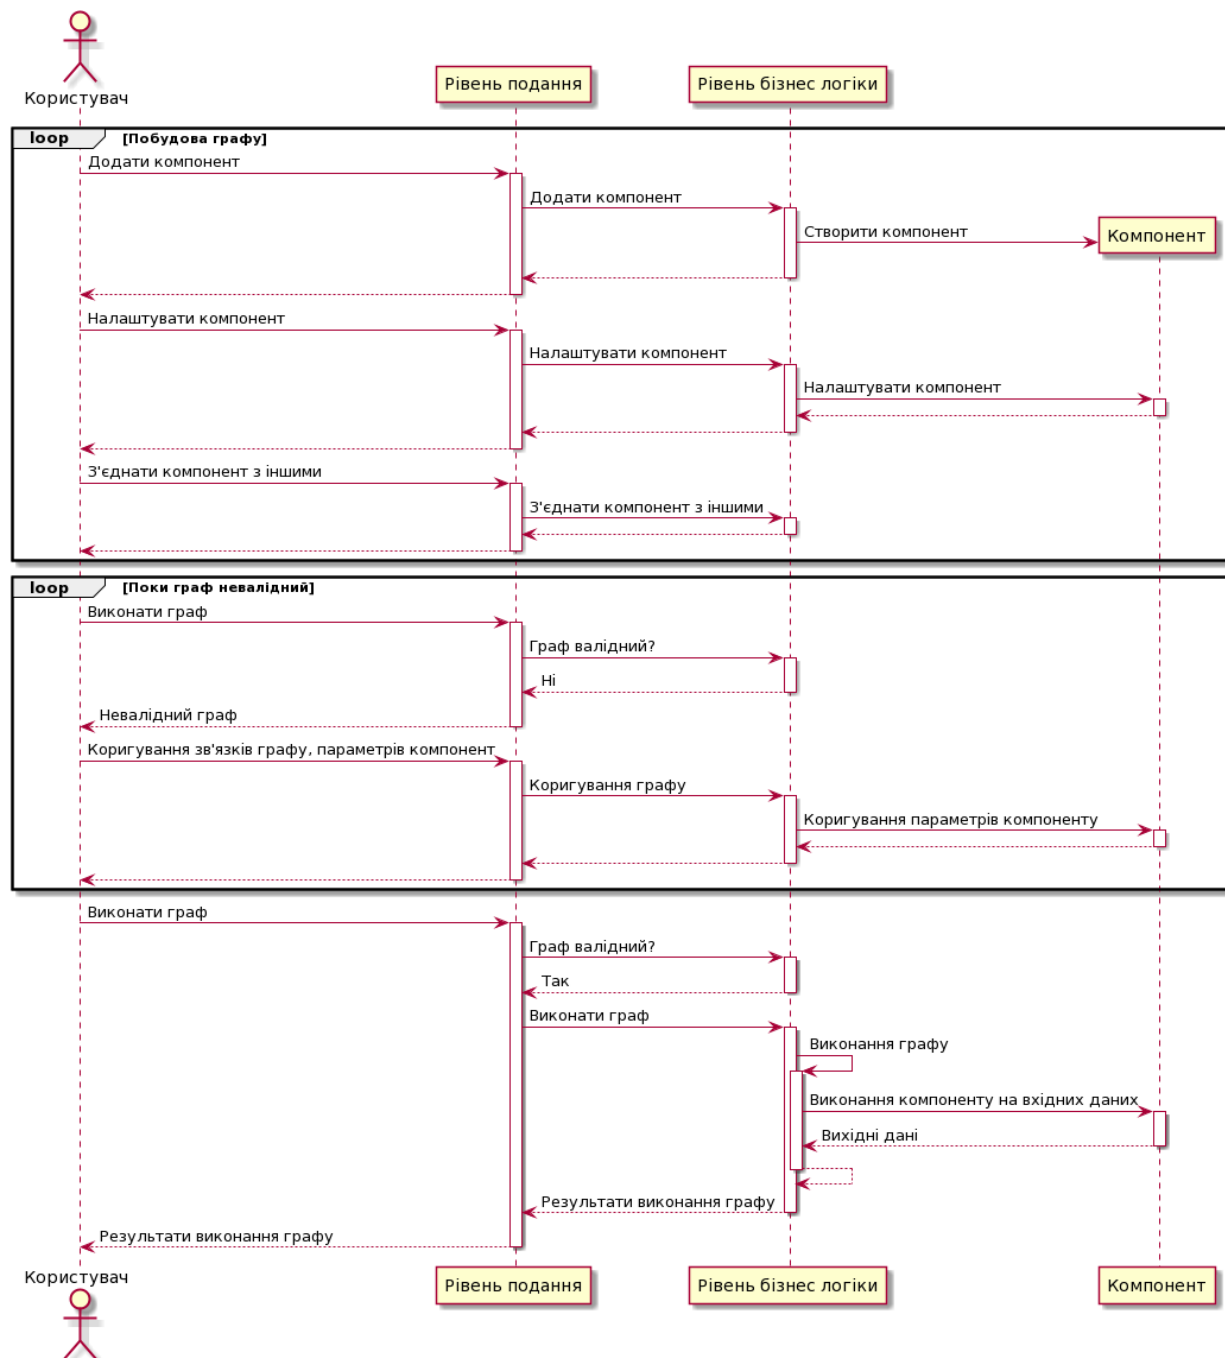 Користувач
Рівень подання
Рівень бізнес логіки
loop
[Побудова графу]
Додати компонент
Додати компонент
Створити компонент
Компонент
Налаштувати компонент
Налаштувати компонент
Налаштувати компонент
З'єднати компонент з іншими
З'єднати компонент з іншими
loop
[Поки граф невалідний]
Виконати граф
Граф валідний?
Ні
Невалідний граф
Коригування зв'язків графу, параметрів компонент
Коригування графу
Коригування параметрів компоненту
Виконати граф
Граф валідний?
Так
Виконати граф
Виконання графу
Виконання компоненту на вхідних даних
Вихідні дані
Результати виконання графу
Результати виконання графу
Користувач
Рівень подання
Рівень бізнес логіки
Компонент